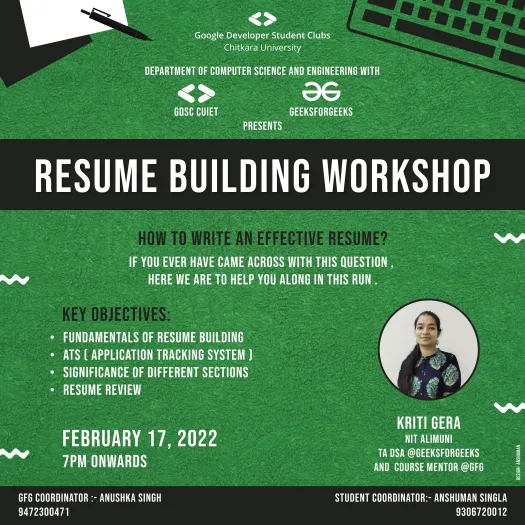 Google Developer Student Clubs
Chitkara University
DEPARTMENT OF COMPUTER SCIENCE AND ENGINEERING WITH
GDSC CUIET
GEEKSFORGEEKS
PRESENTS
RESUME BUILDING WORKSHOP
HOW TO WRITE AN EFFECTIVE RESUME?
IF YOU EVER HAVE CAME ACROSS WITH THIS QUESTION ,
HERE WE ARE TO HELP YOU ALONG IN THIS RUN .
KEY OBJECTIVES:
• FUNDAMENTALS OF RESUME BUILDING
• ATS ( APPLICATION TRACKING SYSTEM )
• SIGNIFICANCE OF DIFFERENT SECTIONS
• RESUME REVIEW
FEBRUARY 17, 2022
7PM ONWARDS
KRITI GERA
NIT ALIMUNI
TA DSA @GEEKSFORGEEKS
AND COURSE MENTOR @GFG
DESIGN - ANSHUMAN
GFG COORDINATOR :- ANUSHKA SINGH
9472300471
STUDENT COORDINATOR:- ANSHUMAN SINGLA
9306720012